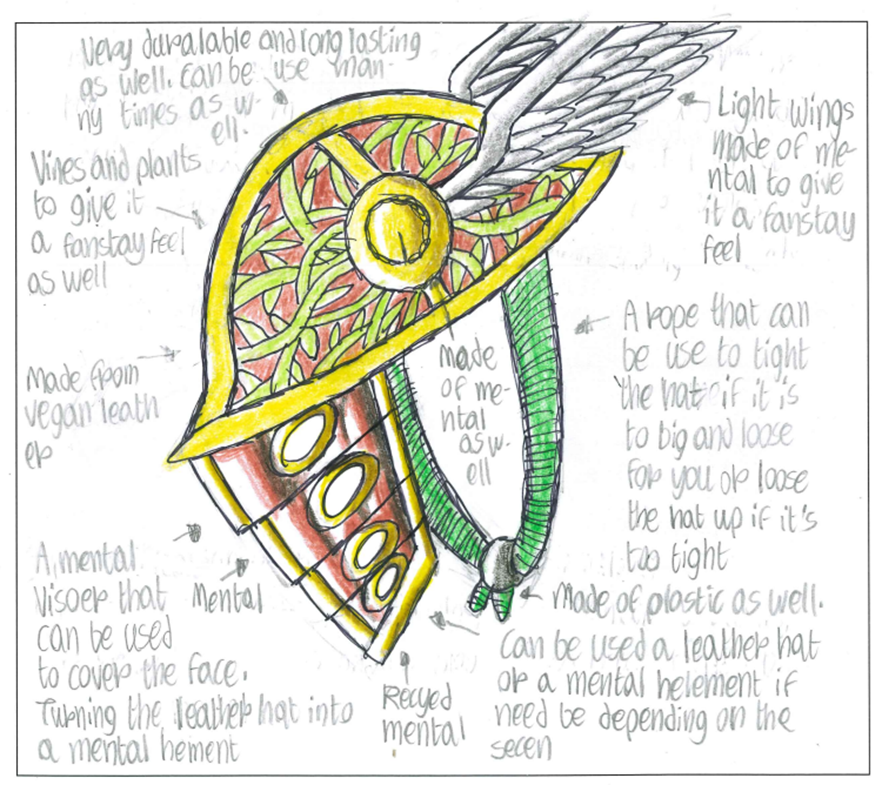 Very duralable and long lasting
as well. Can be use man-
ny times as w-
ell.
Vines and plants
to give it
a fanstay feel
as well
Made from
vegan leath
er
A mental
Visoer that
can be used
to cover the face.
Turning the leather hat into
a mental hement
Mental
Recyed
mental
made
of me-
ntal
as w-
ell
Light wings
made of me-
ntal to give
it a fanstay
feel
A rope that can
be use to tight
the hat if it is
to big and loose
for you or loose
the hat up if it's
too tight
Made of plastic as well.
Can be used a leather hat
or a mental helement if
need be depending on the
secen